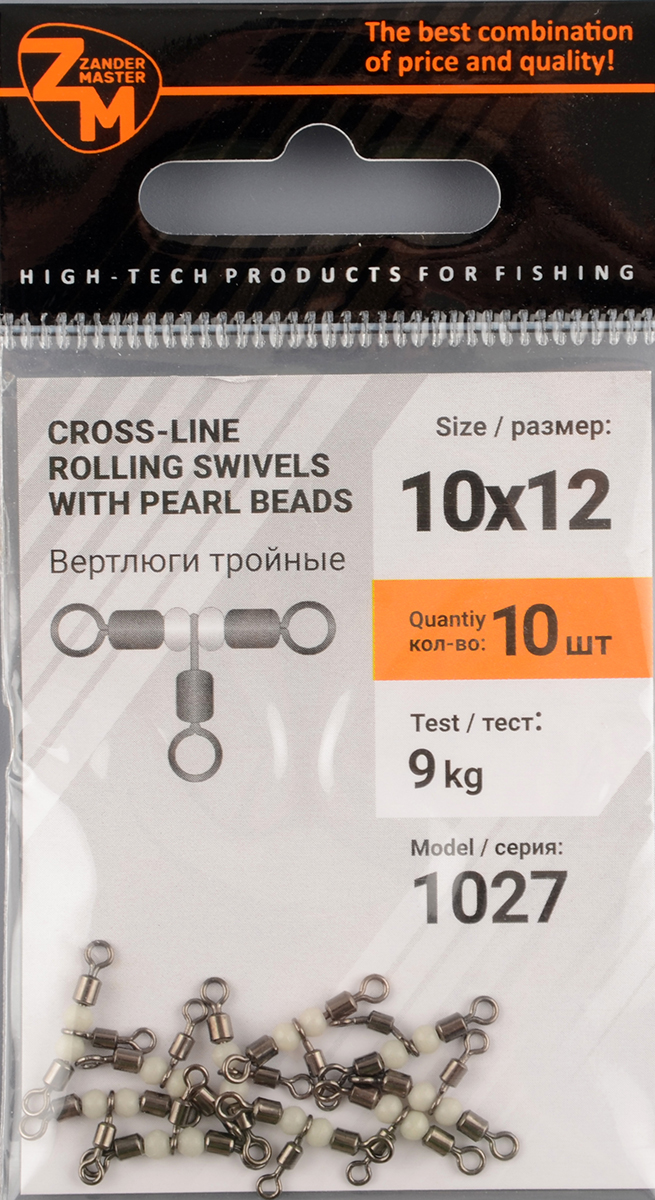 ZM
ZANDER
MASTER
The best combination
of price and quality!
HIGH-TECH PRODUCTS FOR FISHING
CROSS-LINE
ROLLING SWIVELS
WITH PEARL BEADS
Вертлюги тройные
Size / размер:
10x12
Quantiy
кол-во: 10 шт
Test / тест:
9 kg
Model / серия:
1027